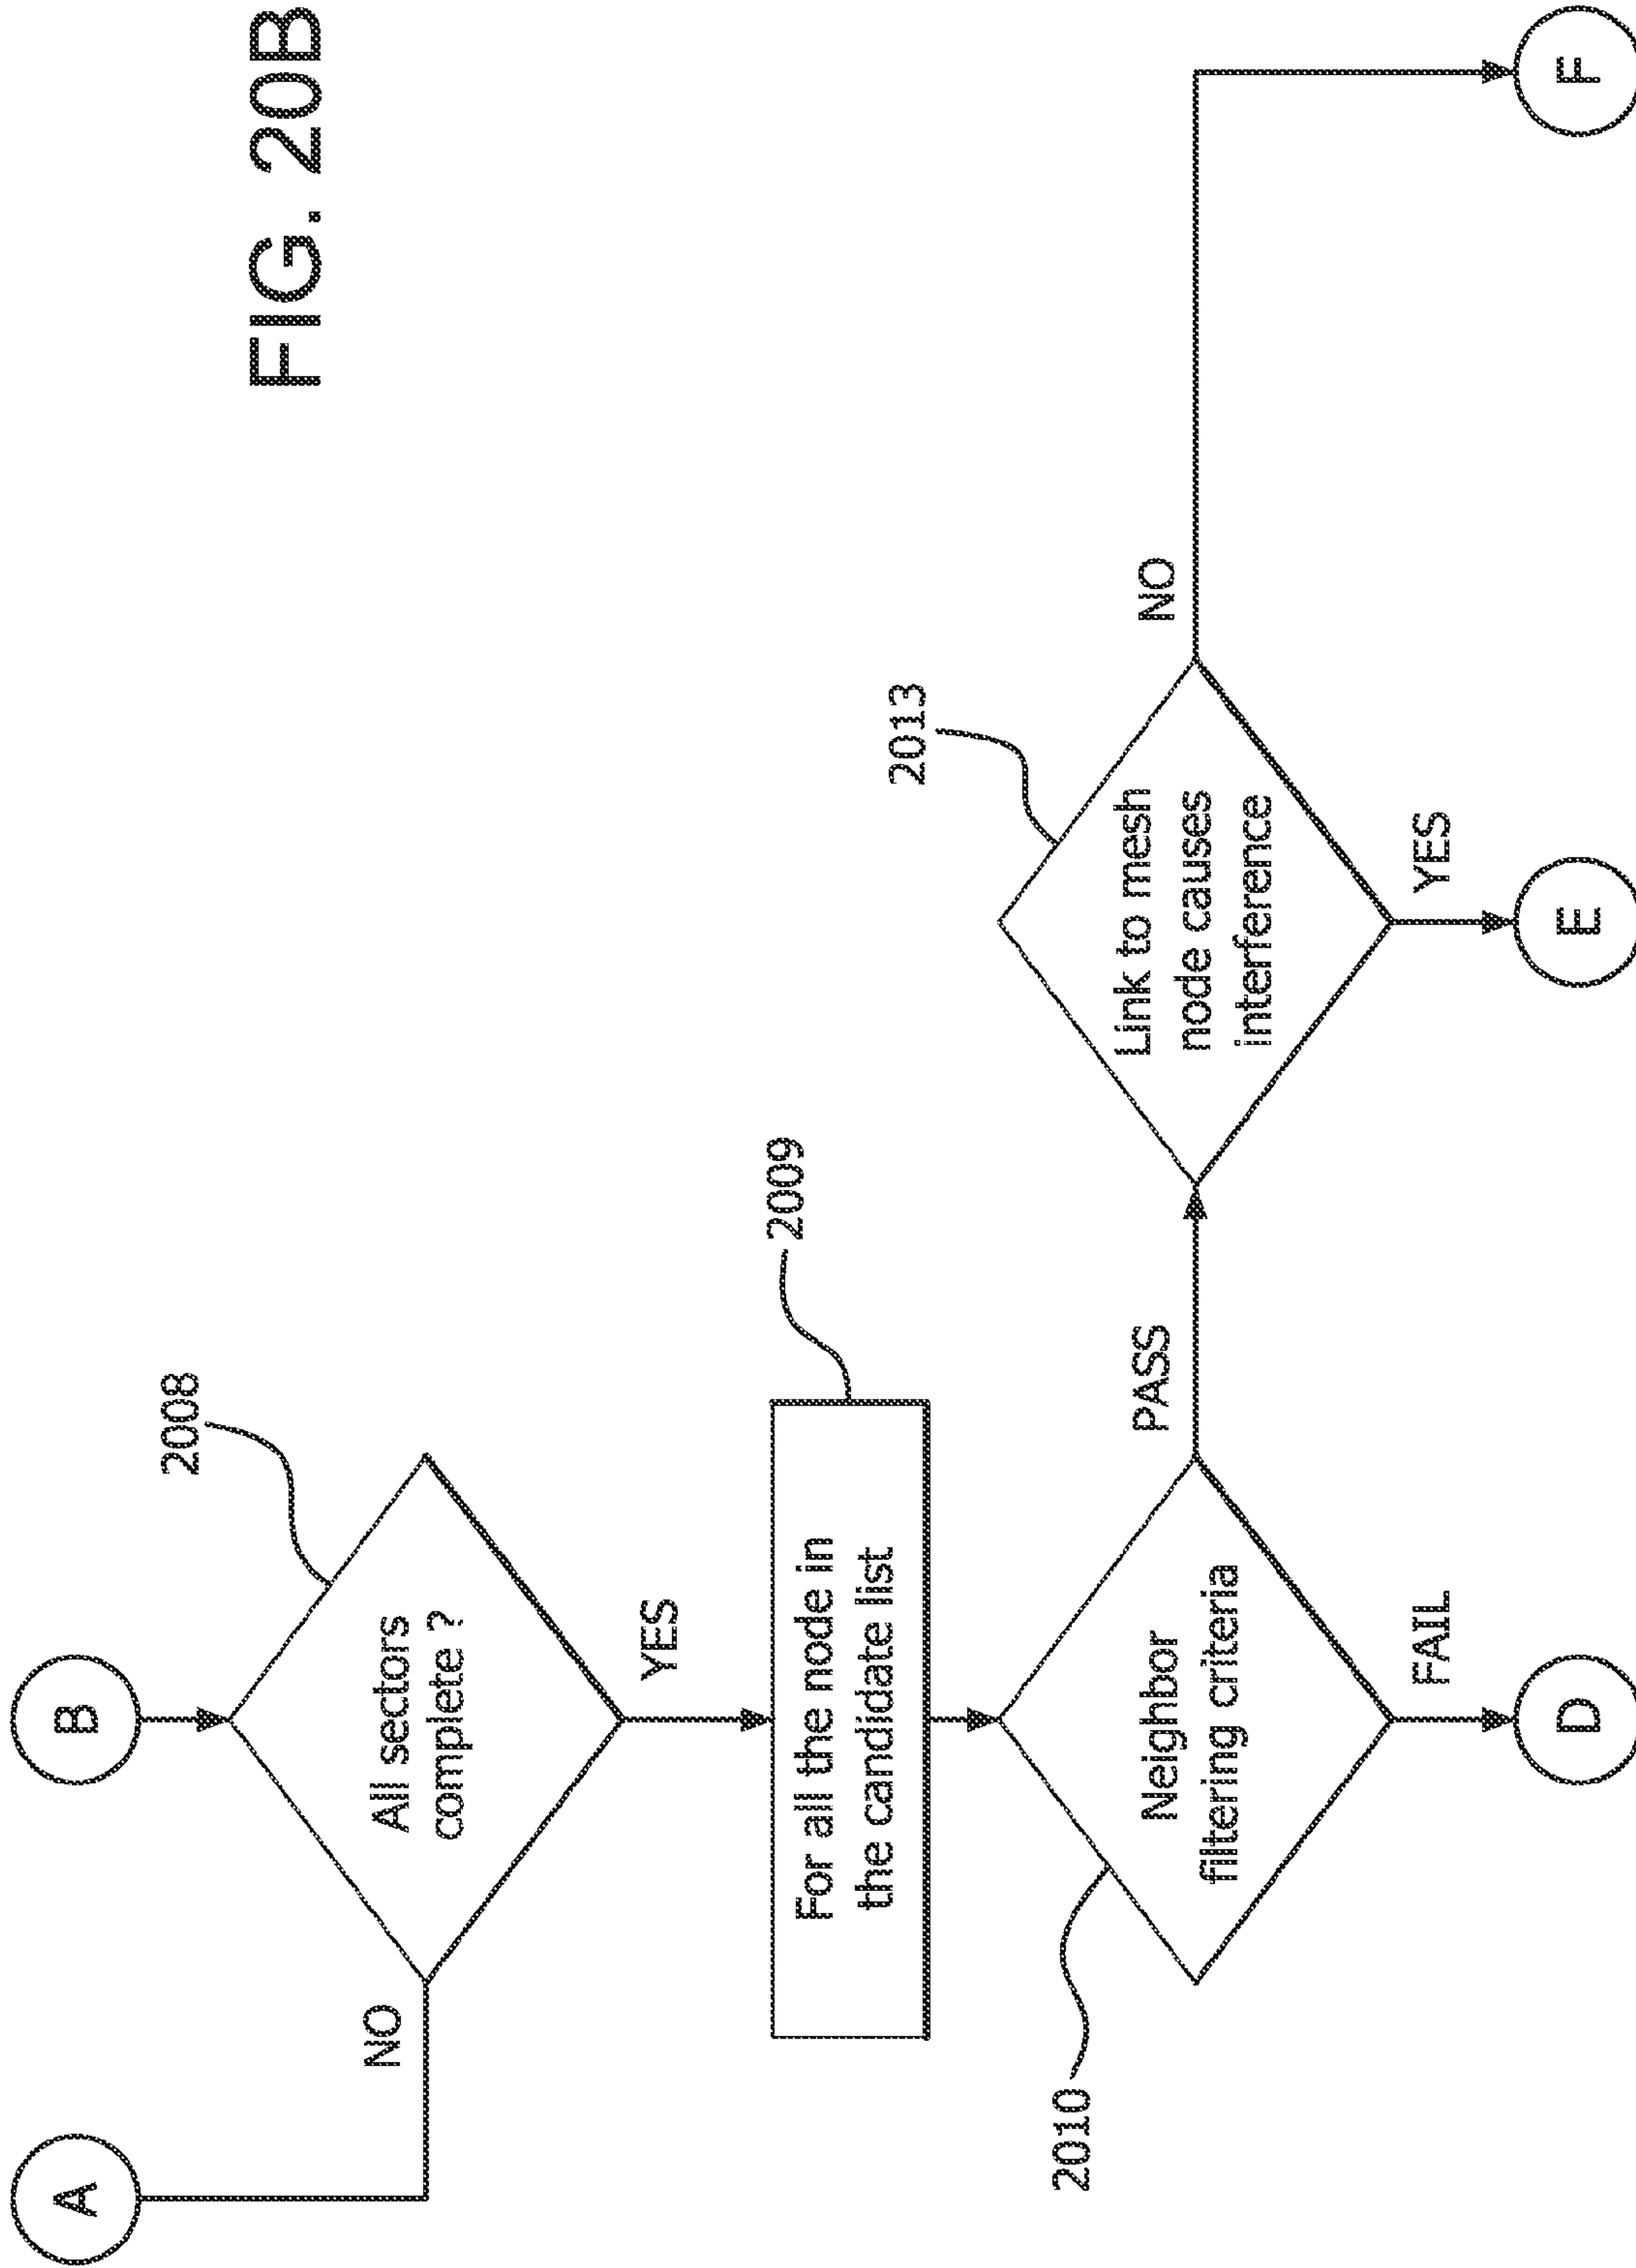 FIG. 20B
A
B
NO
All sectors
complete ?
2008
YES
For all the node in
the candidate list
2009
2010
Neighbor
filtering criteria
PASS
FAIL
Link to mesh
node causes
interference
2013
NO
YES
D
E
F